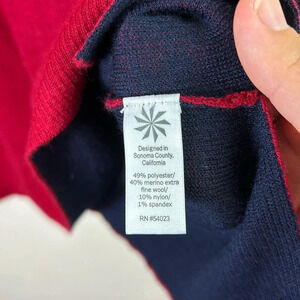 Designed in
Sonoma County,
California
49% polyester/
40% merino extra
fine wool/
10% nylon/
1% spandex
RN #54023